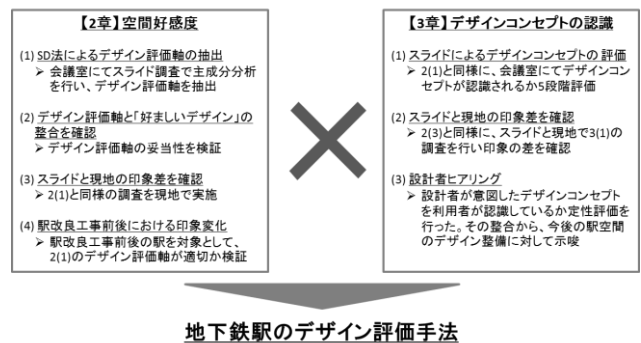 【2章】空間好感度
(1) SD法によるデザイン評価軸の抽出
➢ 会議室にてスライド調査で主成分分析
を行い、デザイン評価軸を抽出
(2) デザイン評価軸と「好ましいデザイン」の
整合を確認
➢ デザイン評価軸の妥当性を検証
(3) スライドと現地の印象差を確認
➢ 2(1)と同様の調査を現地で実施
(4) 駅改良工事前後における印象変化
➢ 駅改良工事前後の駅を対象として、
2(1)のデザイン評価軸が適切か検証
【3章】デザインコンセプトの認識
(1) スライドによるデザインコンセプトの 評価
➢ 2(1)と同様に、会議室にてデザインコン
セプトが認識されるか5段階評価
(2) スライドと現地の印象差を確認
➢ 2(3)と同様に、スライドと現地で3(1)の
調査を行い印象の差を確認
(3) 設計者ヒアリング
➢ 設計者が意図したデザインコンセプト
を利用者が認識しているか定性評価を
行った。その整合から、今後の駅空間
のデザイン整備に対して示唆
地下鉄駅のデザイン評価手法